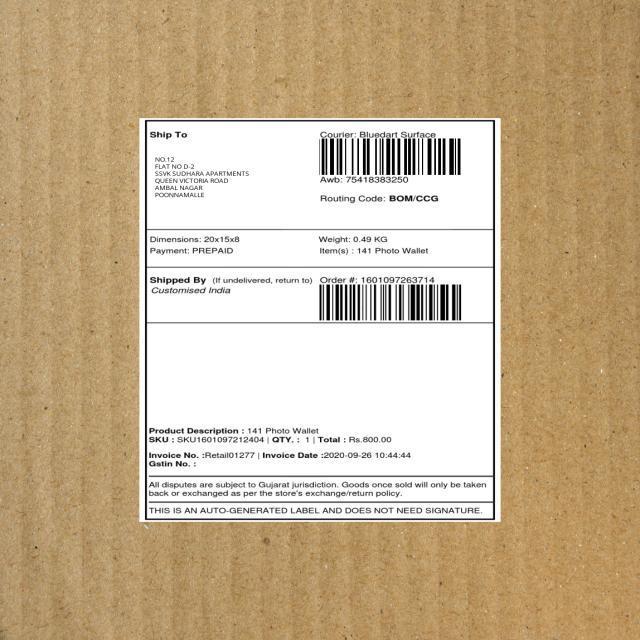 Ship To
NO.12
FLAT NO D-2
SSVK SUDHARA APARTMENTS
QUEEN VICTORIA ROAD
AMBAL NAGAR
POONNAMALLE
Courier: Bluedart Surface
Awb: 75418383250
Routing Code: BOM/CCG
Dimensions: 20x15x8
Payment: PREPAID
Weight: 0.49 KG
Item(s) : 141 Photo Wallet
Shipped By (If undelivered, return to)
Customised India
Order #: 1601097263714
Product Description : 141 Photo Wallet
SKU : SKU1601097212404 | QTY. : 1 | Total : Rs.800.00
Invoice No. :Retail01277 | Invoice Date :2020-09-26 10:44:44
Gstin No. :
All disputes are subject to Gujarat jurisdiction. Goods once sold will only be taken
back or exchanged as per the store's exchange/return policy.
THIS IS AN AUTO-GENERATED LABEL AND DOES NOT NEED SIGNATURE.